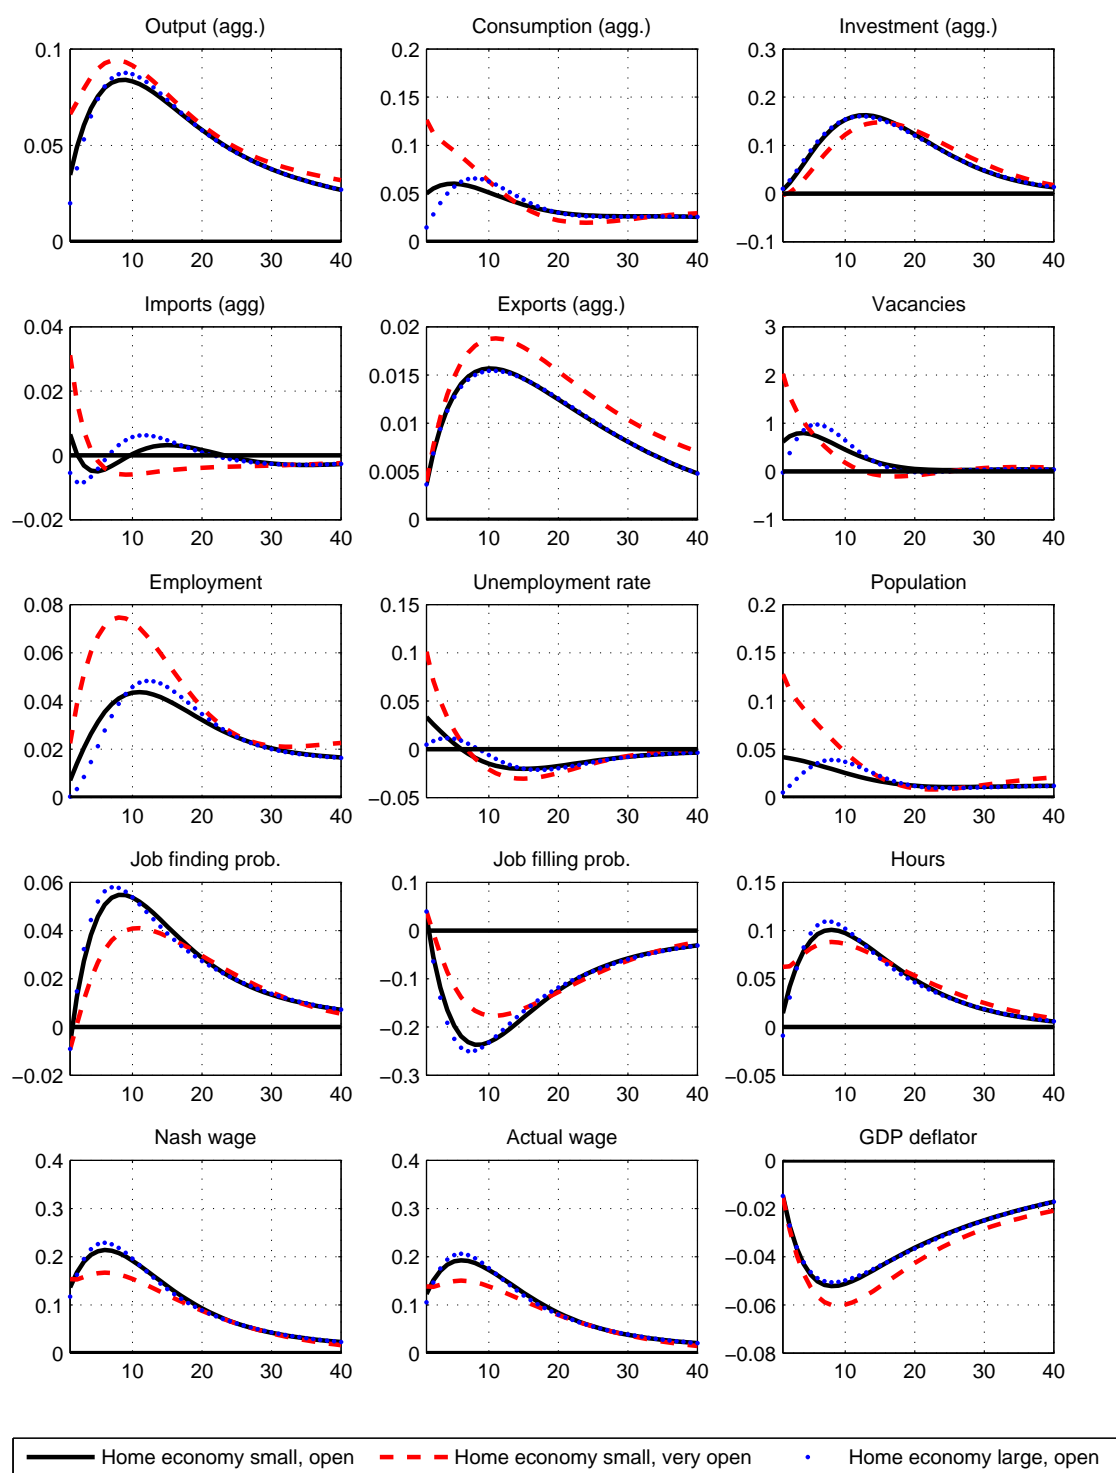 Output (agg.) Consumption (agg.) Investment (agg.)
0.1 0.2 0.3
0.15 0.2
0.05 0.1 0.1
0.05 0
0 0 −0.1
10 20 30 40 10 20 30 40 10 20 30 40
Imports (agg) Exports (agg.) Vacancies
0.04 0.02 3
0.02 0.015 2
0.01 1
0 0.005 0
−0.02 0 −1
10 20 30 40 10 20 30 40 10 20 30 40
Employment Unemployment rate Population
0.08 0.15 0.2
0.06 0.1 0.15
0.04 0.05 0.1
0.02 0 0.05
0 −0.05 0
10 20 30 40 10 20 30 40 10 20 30 40
Job finding prob. Job filling prob. Hours
0.06 0.1 0.15
0.04 0 0.1
0.02 −0.1 0.05
0 −0.2 0
−0.02 −0.3 −0.05
10 20 30 40 10 20 30 40 10 20 30 40
Nash wage Actual wage GDP deflator
0.4 0.4 0
0.3 0.3 −0.02
0.2 0.2 −0.04
0.1 0.1 −0.06
0 0 −0.08
10 20 30 40 10 20 30 40 10 20 30 40
Home economy small, open Home economy small, very open Home economy large, open